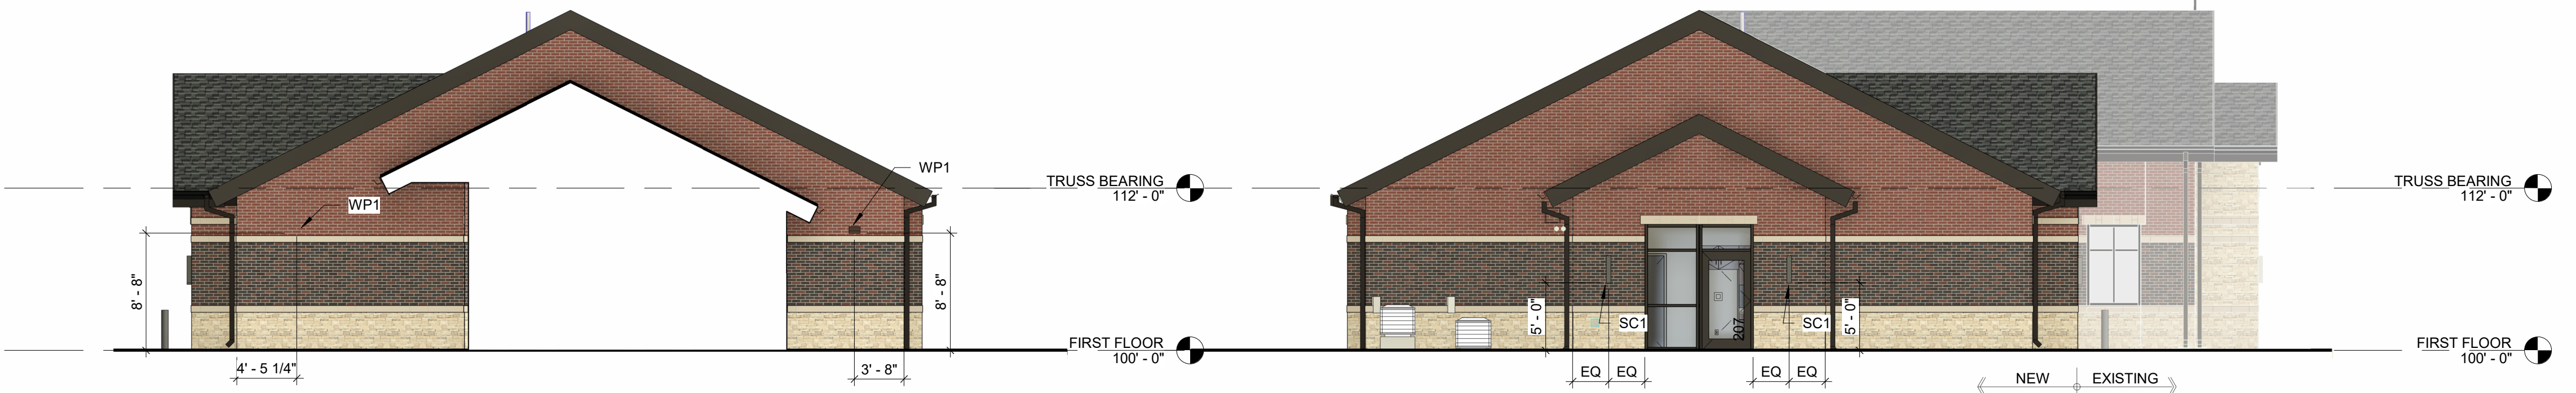 WP1
WP1
8' - 8"
8' - 8"
4' - 5 1/4"
3' - 8"
TRUSS BEARING
112' - 0"
FIRST FLOOR
100' - 0"
5' - 0"
SC1
207
SC1
5' - 0"
EQ
EQ
EQ
EQ
NEW
EXISTING
TRUSS BEARING
112' - 0"
FIRST FLOOR
100' - 0"